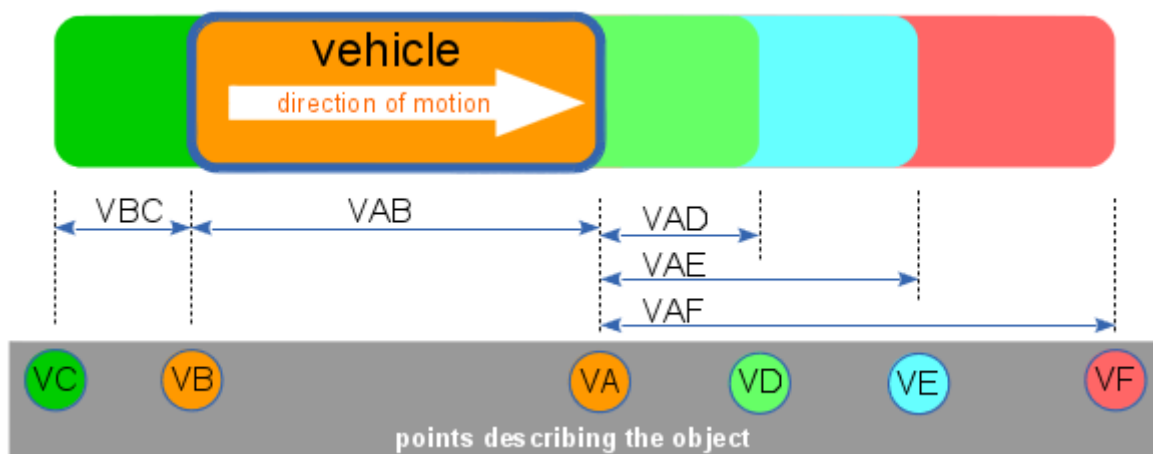 vehicle
direction of motion
VBC
VAB
VAD
VAE
VAF
VC
VB
VA
VD
VE
VF
points describing the object